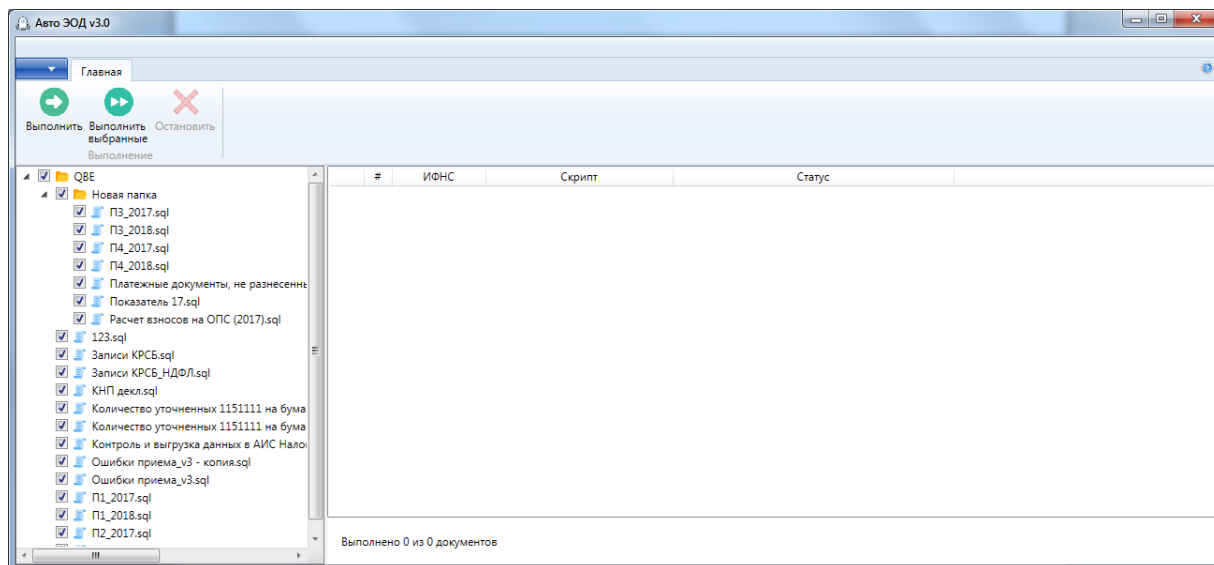 Авто ЭОД v3.0
Главная
Выполнить Выполнить выбранные Остановить
Выполнение
# ИФНС Скрипт Статус
QBE
Новая папка
П3_2017.sql
П3_2018.sql
П4_2017.sql
П4_2018.sql
Платежные документы, не разнесенны
Показатель 17.sql
Расчет взносов на ОПС (2017).sql
123.sql
Записи КРСБ.sql
Записи КРСБ_НДФЛ.sql
КНП декл.sql
Количество уточненных 1151111 на бума
Количество уточненных 1151111 на бума
Контроль и выгрузка данных в АИС Налог
Ошибки приема_v3 - копия.sql
Ошибки приема_v3.sql
П1_2017.sql
П1_2018.sql
П2_2017.sql
Выполнено 0 из 0 документов